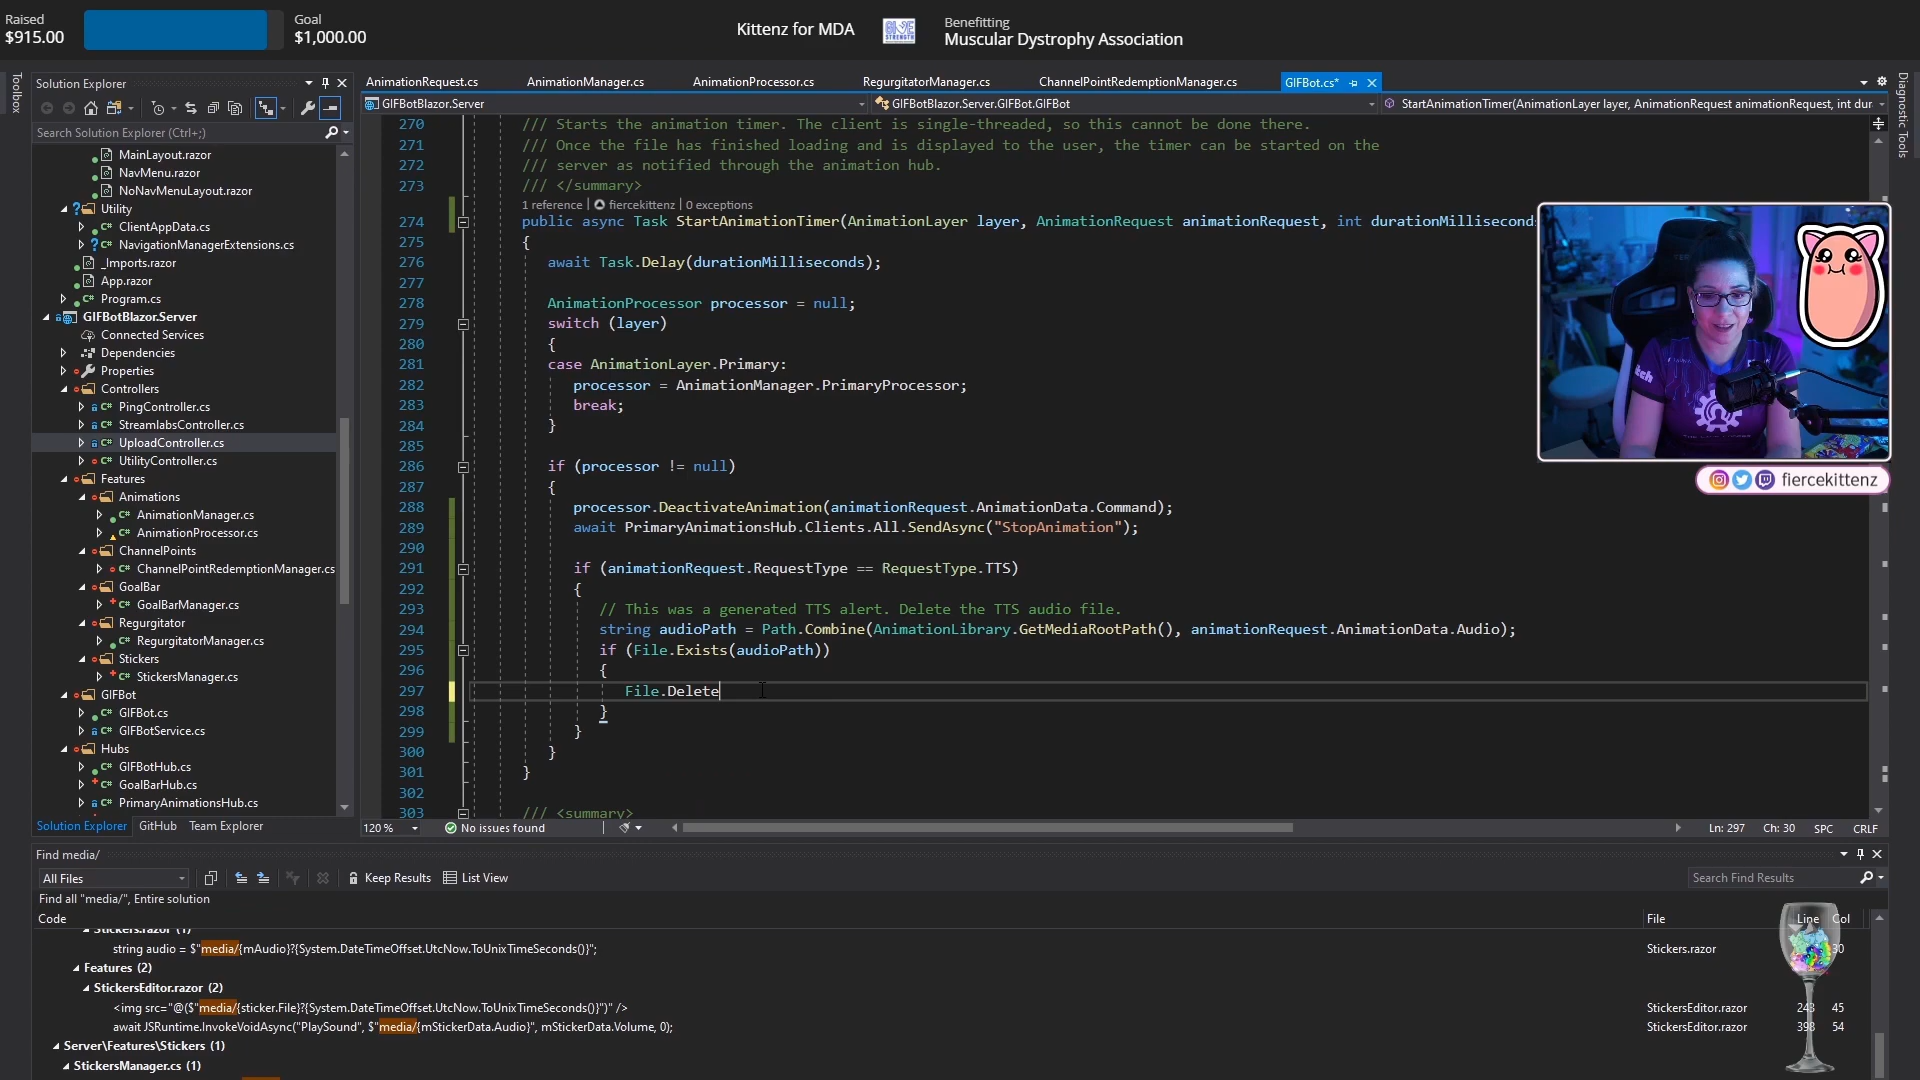 Raised
$915.00
Goal
$1,000.00
Kittenz for MDA
GIVE
STRENGTH
Benefitting
Muscular Dystrophy Association
Toolbox
Solution Explorer
Search Solution Explorer (Ctrl+;)
MainLayout.razor
NavMenu.razor
NoNavMenuLayout.razor
Utility
ClientAppData.cs
NavigationManagerExtensions.cs
_Imports.razor
App.razor
Program.cs
GIFBotBlazor.Server
Connected Services
Dependencies
Properties
Controllers
PingController.cs
StreamlabsController.cs
UploadController.cs
UtilityController.cs
Features
Animations
AnimationManager.cs
AnimationProcessor.cs
ChannelPoints
ChannelPointRedemptionManager.cs
GoalBar
GoalBarManager.cs
Regurgitator
RegurgitatorManager.cs
Stickers
StickersManager.cs
GIFBot
GIFBot.cs
GIFBotService.cs
Hubs
GIFBotHub.cs
GoalBarHub.cs
PrimaryAnimationsHub.cs
Solution Explorer GitHub Team Explorer
AnimationRequest.cs AnimationManager.cs AnimationProcessor.cs RegurgitatorManager.cs ChannelPointRedemptionManager.cs GIFBot.cs*
GIFBotBlazor.Server GIFBotBlazor.Server.GIFBot.GIFBot StartAnimationTimer(AnimationLayer layer, AnimationRequest animationRequest, int dur
Diagnostic Tools
270 /// Starts the animation timer. The client is single-threaded, so this cannot be done there.
271 /// Once the file has finished loading and is displayed to the user, the timer can be started on the
272 /// server as notified through the animation hub.
273 /// </summary>
1 reference | fiercekittenz | 0 exceptions
274 public async Task StartAnimationTimer(AnimationLayer layer, AnimationRequest animationRequest, int durationMilliseconds
275 {
276 await Task.Delay(durationMilliseconds);
277
278 AnimationProcessor processor = null;
279 switch (layer)
280 {
281 case AnimationLayer.Primary:
282 processor = AnimationManager.PrimaryProcessor;
283 break;
284 }
285
286 if (processor != null)
287 {
288 processor.DeactivateAnimation(animationRequest.AnimationData.Command);
289 await PrimaryAnimationsHub.Clients.All.SendAsync("StopAnimation");
290
291 if (animationRequest.RequestType == RequestType.TTS)
292 {
293 // This was a generated TTS alert. Delete the TTS audio file.
294 string audioPath = Path.Combine(AnimationLibrary.GetMediaRootPath(), animationRequest.AnimationData.Audio);
295 if (File.Exists(audioPath))
296 {
297 File.Delete
298 }
299 }
300 }
301 }
302
303 /// <summary>
120 % No issues found Ln: 297 Ch: 30 SPC CRLF
fiercekittenz
Find media/
All Files Keep Results List View Search Find Results
Find all "media/", Entire solution
Code File Line Col
Stickers.razor (1)
string audio = $"media/{mAudio}?{System.DateTimeOffset.UtcNow.ToUnixTimeSeconds()}"; Stickers.razor 30
Features (2)
StickersEditor.razor (2)
<img src="@($"media/{sticker.File}?{System.DateTimeOffset.UtcNow.ToUnixTimeSeconds()}")" /> StickersEditor.razor 243 45
await JSRuntime.InvokeVoidAsync("PlaySound", $"media/{mStickerData.Audio}", mStickerData.Volume, 0); StickersEditor.razor 398 54
Server\Features\Stickers (1)
StickersManager.cs (1)